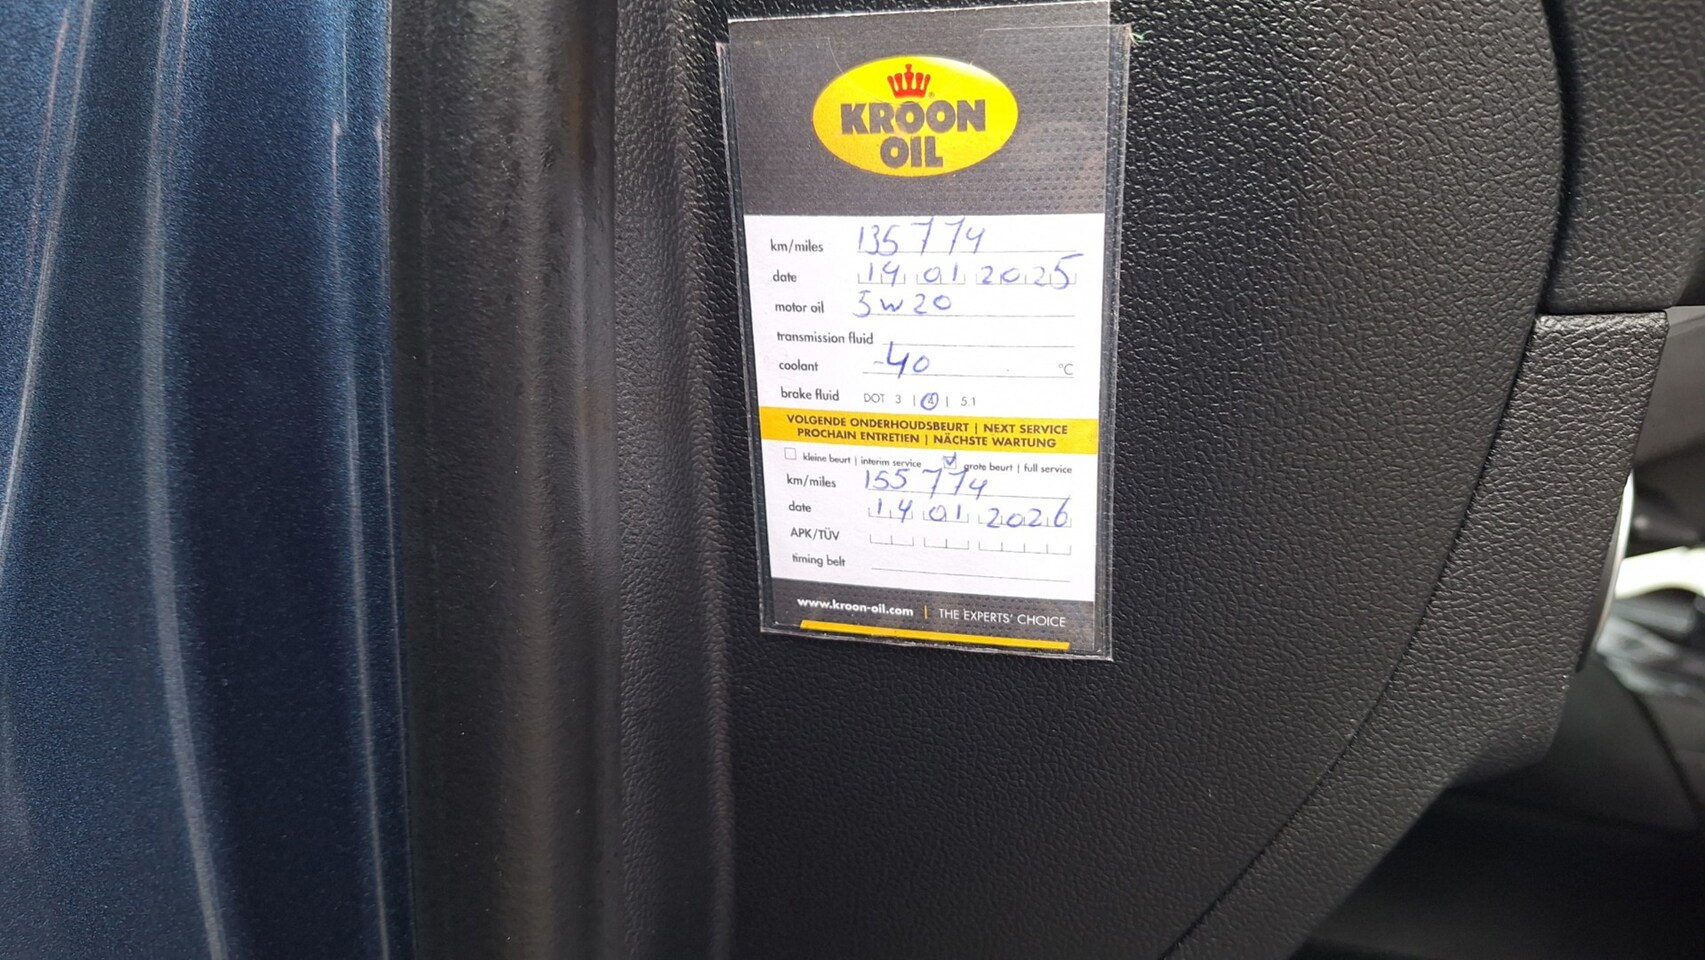 KROON
OIL
km/miles 135774
date 14 01 2025
motor oil 5w20
transmission fluid
coolant -40 °C
brake fluid DOT 3 | 4 | 5.1
VOLGENDE ONDERHOUDSBEURT | NEXT SERVICE
PROCHAIN ENTRETIEN | NÄCHSTE WARTUNG
kleine beurt | interim service grote beurt | full service
km/miles 155774
date 14 01 2026
APK/TÜV
timing belt
www.kroon-oil.com | THE EXPERTS' CHOICE